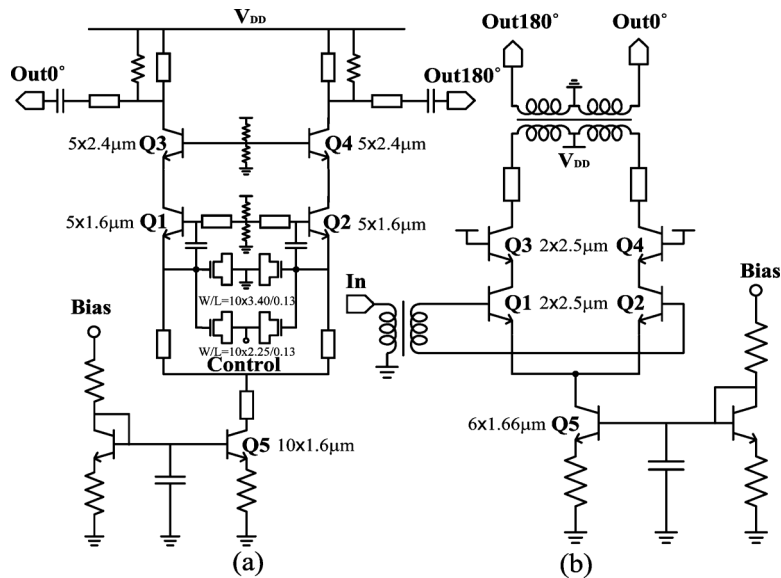 V_DD
Out0°
Out180°
5x2.4μm Q3
Q4 5x2.4μm
5x1.6μm Q1
Q2 5x1.6μm
W/L=10x3.40/0.13
W/L=10x2.25/0.13
Control
Bias
Q5 10x1.6μm
(a)
Out180°
Out0°
V_DD
Q3 2x2.5μm Q4
In
Q1 2x2.5μm Q2
Bias
6x1.66μm Q5
(b)